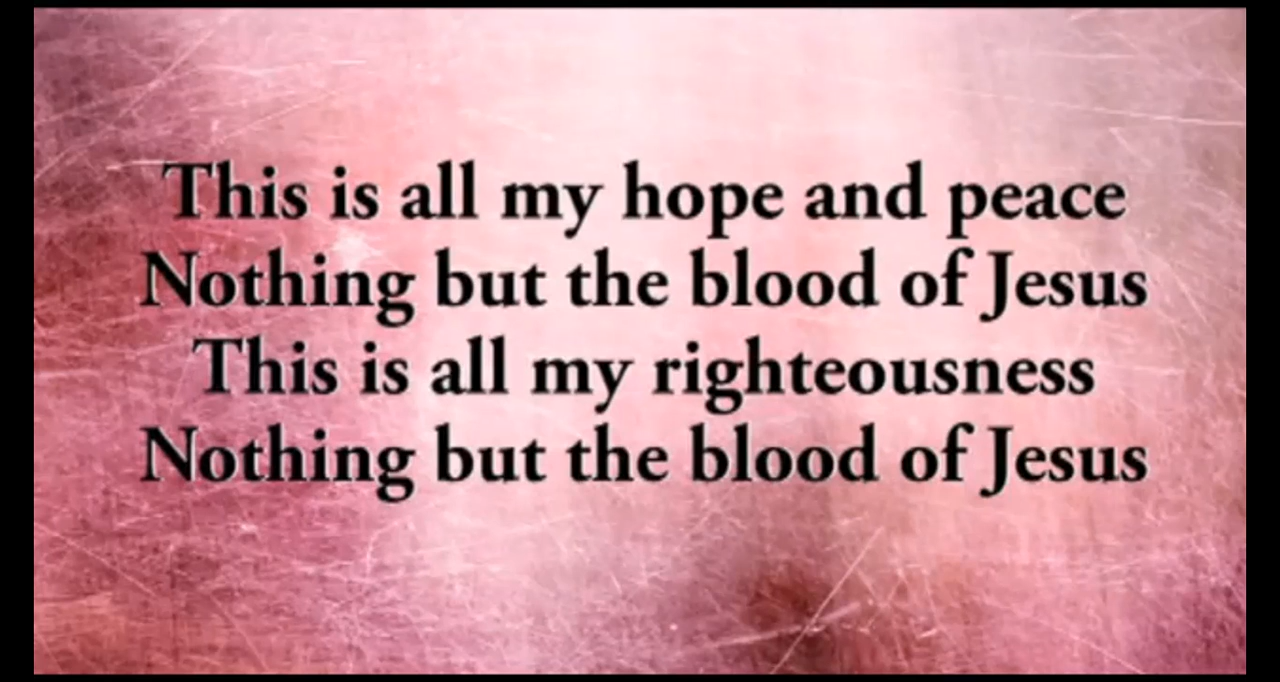 This is all my hope and peace
Nothing but the blood of Jesus
This is all my righteousness
Nothing but the blood of Jesus